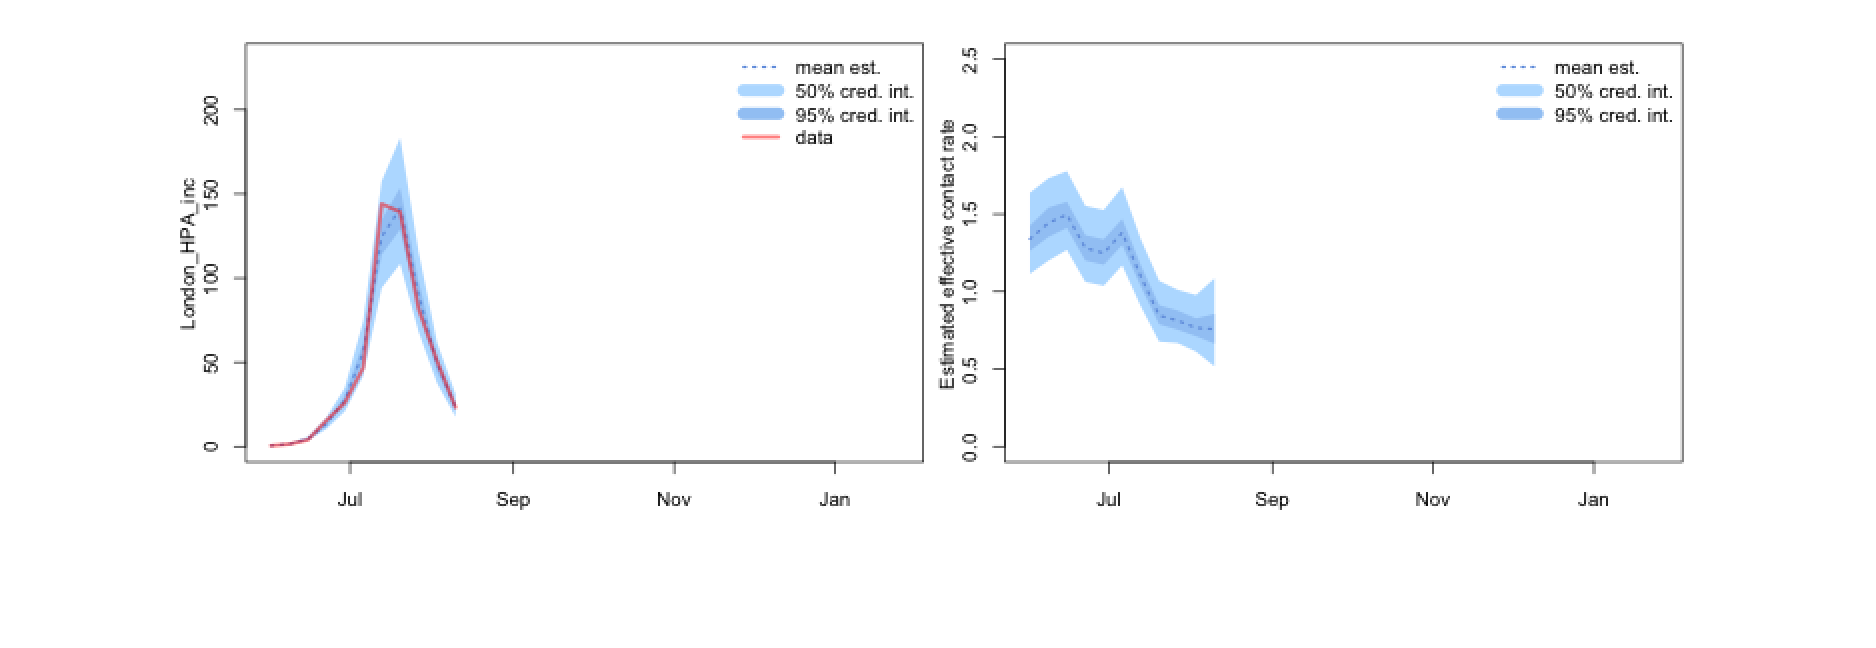 London_HPA_inc
200
150
100
50
0
mean est.
50% cred. int.
95% cred. int.
data
Jul
Sep
Nov
Jan
Estimated effective contact rate
2.5
2.0
1.5
1.0
0.5
0.0
mean est.
50% cred. int.
95% cred. int.
Jul
Sep
Nov
Jan